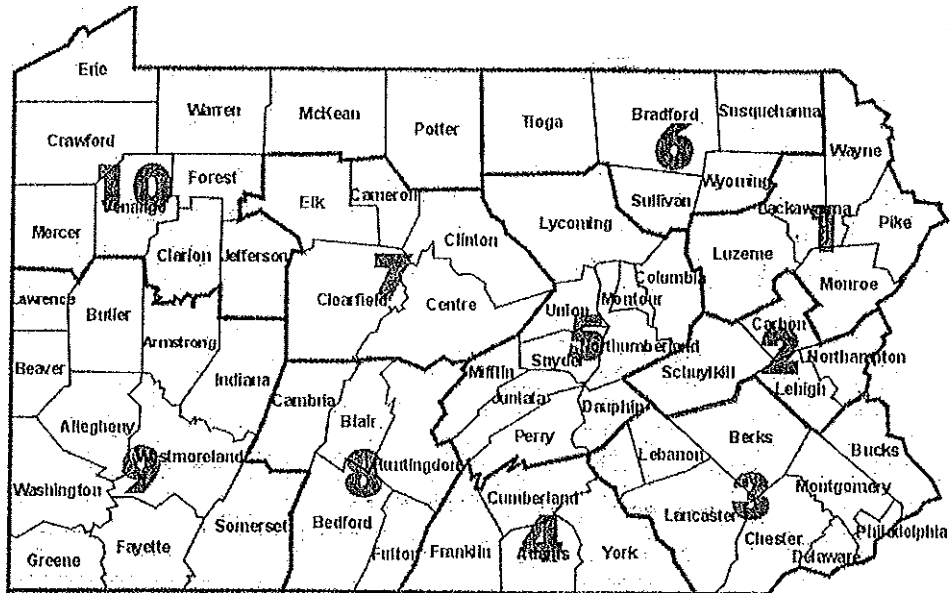 Erie
Warren
McKean
Potter
Tioga
Bradford
Susquehanna
Wayne
Crawford
6
Forest
10
Venango
Elk
Cameron
Sullivan
Wyoming
Lackawanna
Pike
Mercer
Clarion
Jefferson
Clinton
Lycoming
Luzerne
1
Monroe
Lawrence
Butler
Clearfield
7
Centre
Columbia
Montour
Union
5
Northumberland
Carbon
2
Northampton
Beaver
Armstrong
Indiana
Snyder
Mifflin
Schuylkill
Lehigh
Cambria
Blair
Juniata
Dauphin
Allegheny
Perry
Berks
Bucks
Westmoreland
9
Huntingdon
8
Lebanon
Montgomery
Washington
Cumberland
3
Lancaster
Somerset
Bedford
Chester
Philadelphia
Greene
Fayette
Fulton
Franklin
4
Adams
York
Delaware